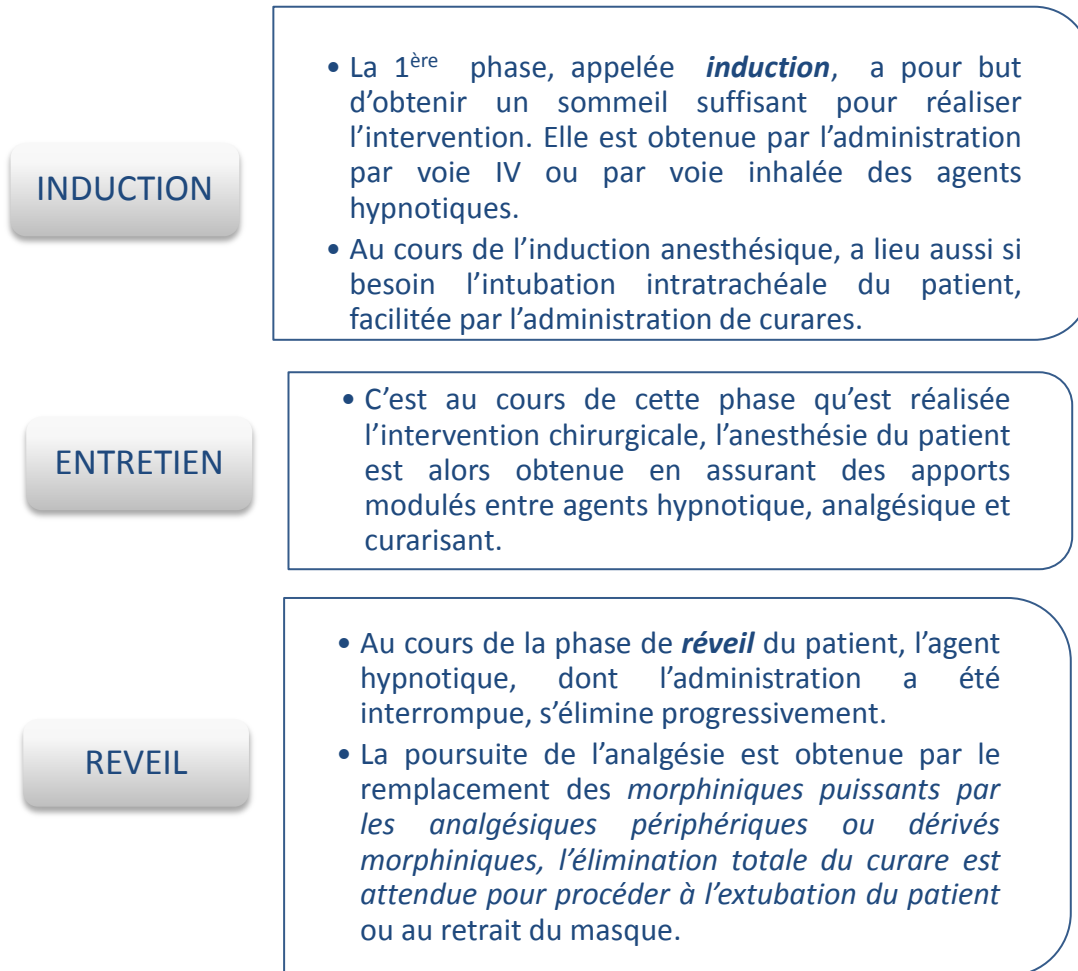 INDUCTION
• La 1ère phase, appelée induction, a pour but
d’obtenir un sommeil suffisant pour réaliser
l’intervention. Elle est obtenue par l’administration
par voie IV ou par voie inhalée des agents
hypnotiques.
• Au cours de l’induction anesthésique, a lieu aussi si
besoin l’intubation intratrachéale du patient,
facilitée par l’administration de curares.
ENTRETIEN
• C’est au cours de cette phase qu’est réalisée
l’intervention chirurgicale, l’anesthésie du patient
est alors obtenue en assurant des apports
modulés entre agents hypnotique, analgésique et
curarisant.
REVEIL
• Au cours de la phase de réveil du patient, l’agent
hypnotique, dont l’administration a été
interrompue, s’élimine progressivement.
• La poursuite de l’analgésie est obtenue par le
remplacement des morphiniques puissants par
les analgésiques périphériques ou dérivés
morphiniques, l’élimination totale du curare est
attendue pour procéder à l’extubation du patient
ou au retrait du masque.